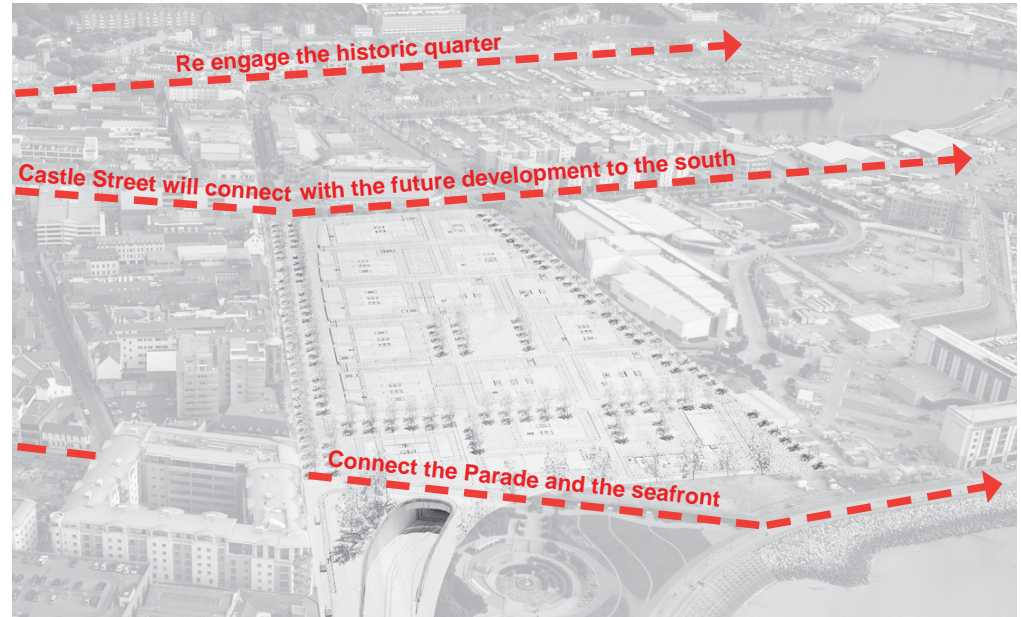 Re engage the historic quarter
Castle Street will connect with the future development to the south
Connect the Parade and the seafront